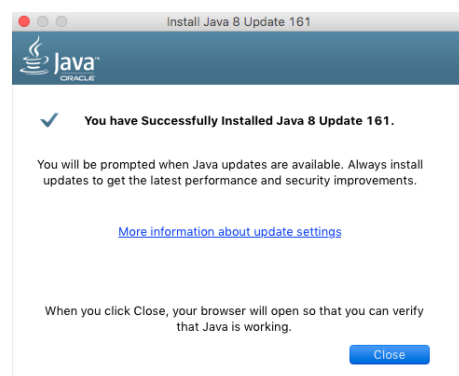 Install Java 8 Update 161
Java™
ORACLE
You have Successfully Installed Java 8 Update 161.
You will be prompted when Java updates are available. Always install
updates to get the latest performance and security improvements.
More information about update settings
When you click Close, your browser will open so that you can verify
that Java is working.
Close